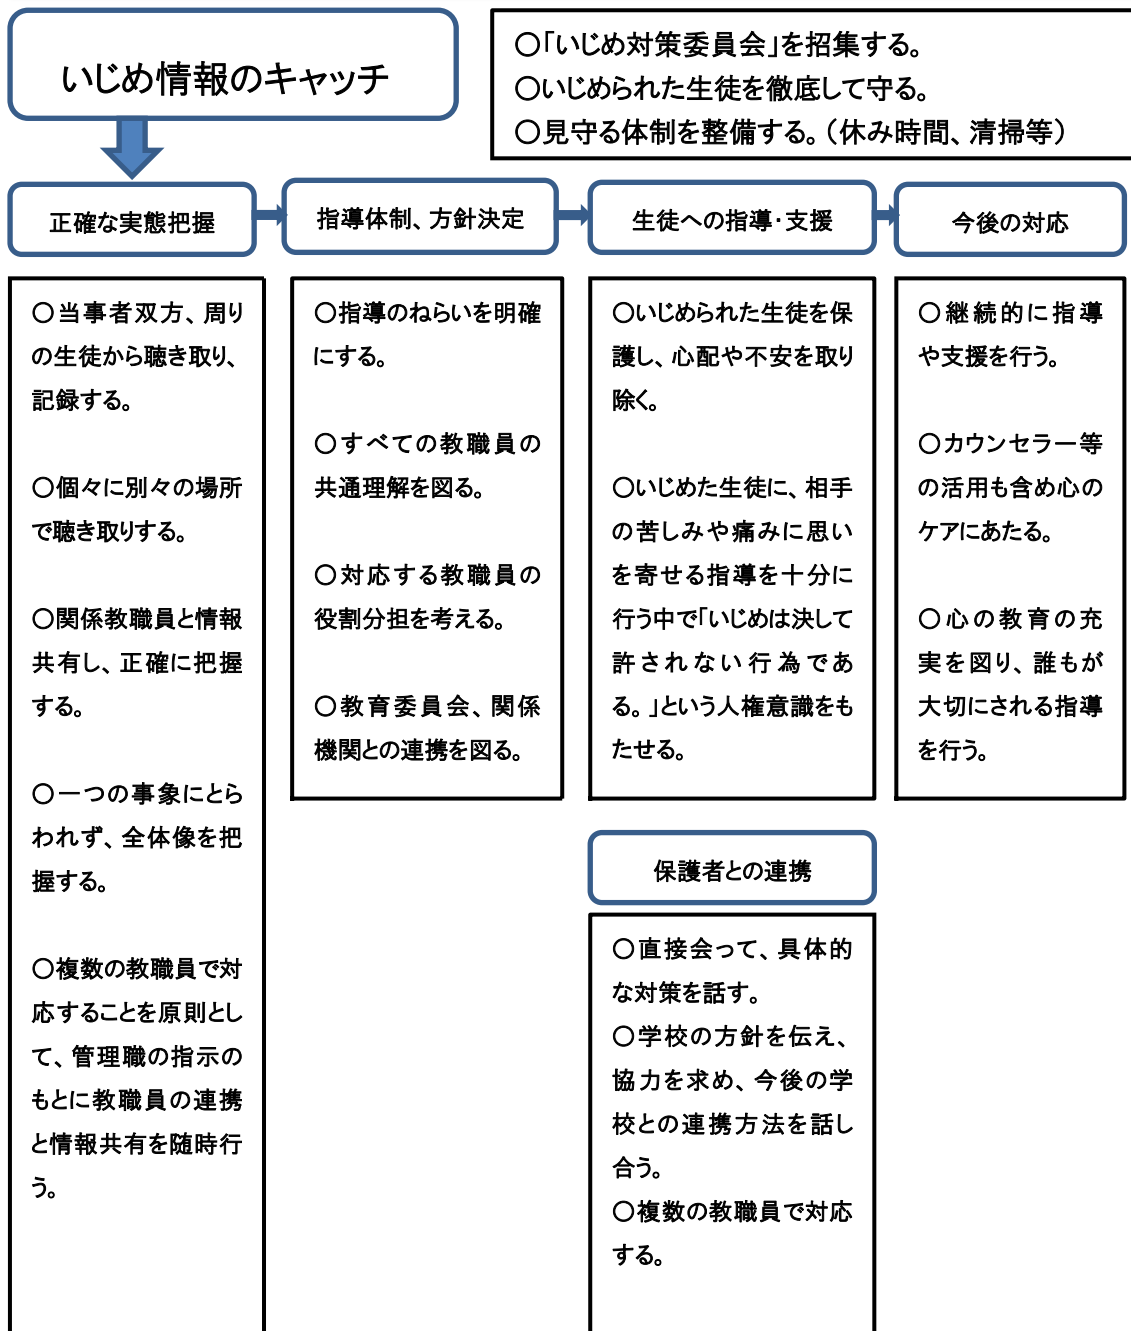 いじめ情報のキャッチ
○「いじめ対策委員会」を招集する。
○いじめられた生徒を徹底して守る。
○見守る体制を整備する。（休み時間、清掃等）
正確な実態把握
指導体制、方針決定
生徒への指導・支援
今後の対応
○当事者双方、周り
の生徒から聴き取り、
記録する。
○個々に別々の場所
で聴き取りする。
○関係教職員と情報
共有し、正確に把握
する。
○一つの事象にとら
われず、全体像を把
握する。
○複数の教職員で対
応することを原則とし
て、管理職の指示の
もとに教職員の連携
と情報共有を随時行
う。
○指導のねらいを明確
にする。
○すべての教職員の
共通理解を図る。
○対応する教職員の
役割分担を考える。
○教育委員会、関係
機関との連携を図る。
○いじめられた生徒を保
護し、心配や不安を取り
除く。
○いじめた生徒に、相手
の苦しみや痛みに思い
を寄せる指導を十分に
行う中で「いじめは決して
許されない行為であ
る。」という人権意識をも
たせる。
○継続的に指導
や支援を行う。
○カウンセラー等
の活用も含め心の
ケアにあたる。
○心の教育の充
実を図り、誰もが
大切にされる指導
を行う。
保護者との連携
○直接会って、具体的
な対策を話す。
○学校の方針を伝え、
協力を求め、今後の学
校との連携方法を話し
合う。
○複数の教職員で対応
する。